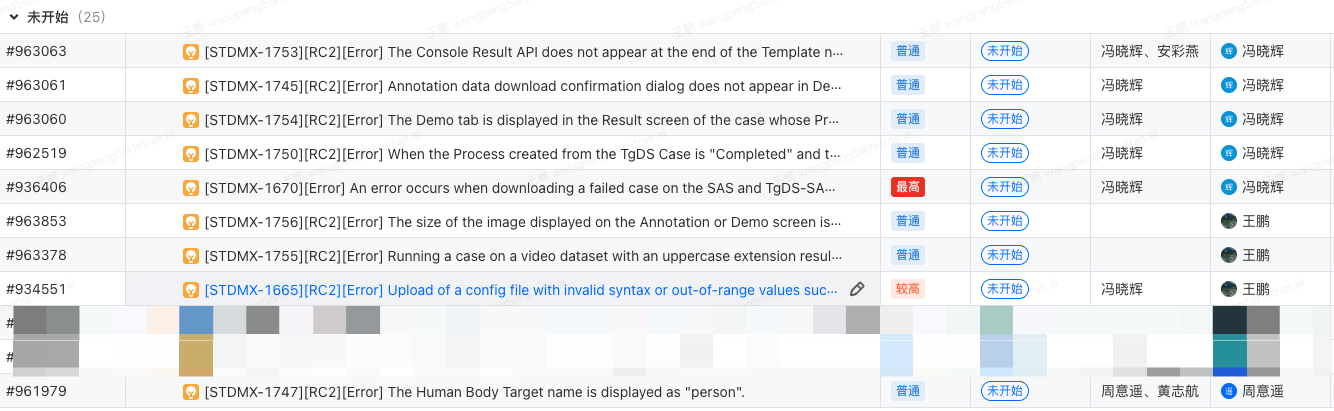 未开始 (25)
#963063 [STDMX-1753][RC2][Error] The Console Result API does not appear at the end of the Template n... 普通 未开始 冯晓辉、安彩燕 辉 冯晓辉
#963061 [STDMX-1745][RC2][Error] Annotation data download confirmation dialog does not appear in De... 普通 未开始 冯晓辉 辉 冯晓辉
#963060 [STDMX-1754][RC2][Error] The Demo tab is displayed in the Result screen of the case whose Pr... 普通 未开始 冯晓辉 辉 冯晓辉
#962519 [STDMX-1750][RC2][Error] When the Process created from the TgDS Case is "Completed" and t... 普通 未开始 冯晓辉 辉 冯晓辉
#936406 [STDMX-1670][Error] An error occurs when downloading a failed case on the SAS and TgDS-SA... 最高 未开始 冯晓辉 辉 冯晓辉
#963853 [STDMX-1756][RC2][Error] The size of the image displayed on the Annotation or Demo screen is... 普通 未开始 王鹏
#963378 [STDMX-1755][RC2][Error] Running a case on a video dataset with an uppercase extension resul... 普通 未开始 王鹏
#934551 [STDMX-1665][RC2][Error] Upload of a config file with invalid syntax or out-of-range values suc... 较高 未开始 冯晓辉 王鹏
#
#
#961979 [STDMX-1747][RC2][Error] The Human Body Target name is displayed as "person". 普通 未开始 周意遥、黄志航 遥 周意遥